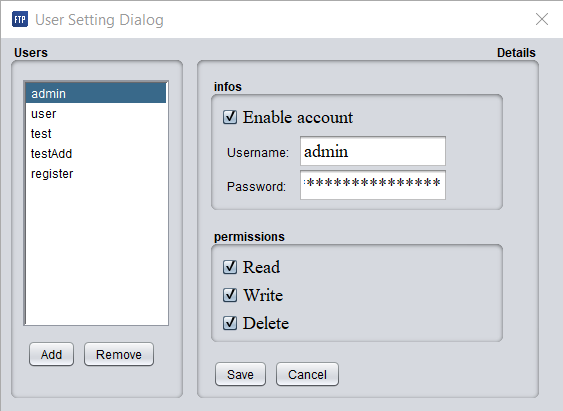 FTP User Setting Dialog
Users
Details
admin
user
test
testAdd
register
Add
Remove
infos
Enable account
Username: admin
Password: :***************
permissions
Read
Write
Delete
Save
Cancel